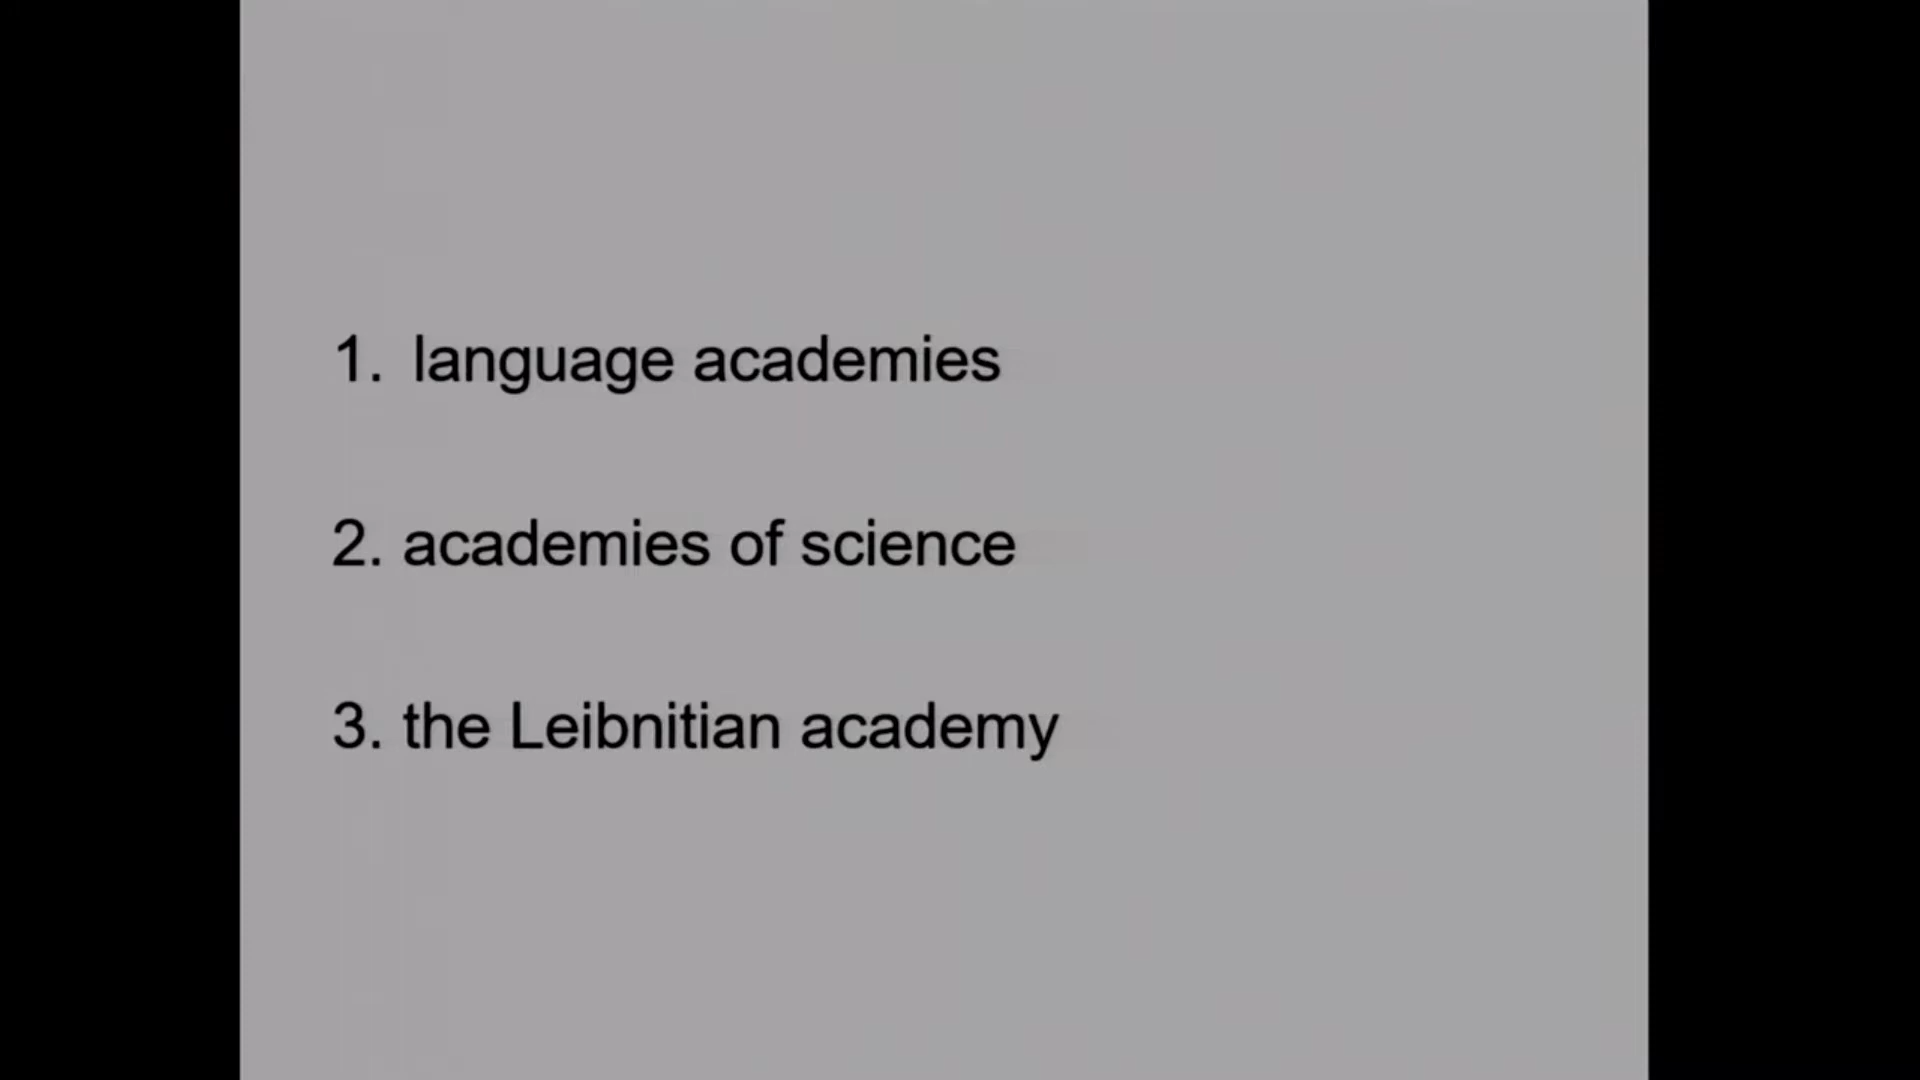 1. language academies
2. academies of science
3. the Leibnitian academy